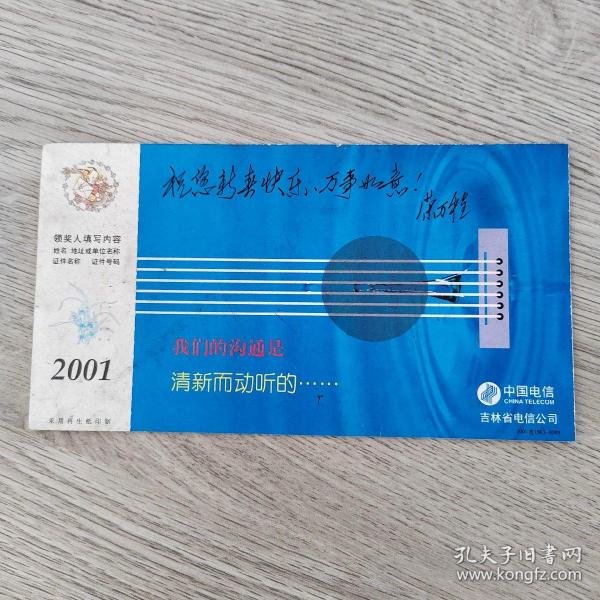 祝您新春快乐、万事如意！
领奖人填写内容
姓名 地址或单位名称
证件名称 证件号码
我们的沟通是
2001
清新而动听的……
中国电信
CHINA TELECOM
吉林省电信公司
采用再生纸印制
孔夫子旧书网
www.kongfz.com